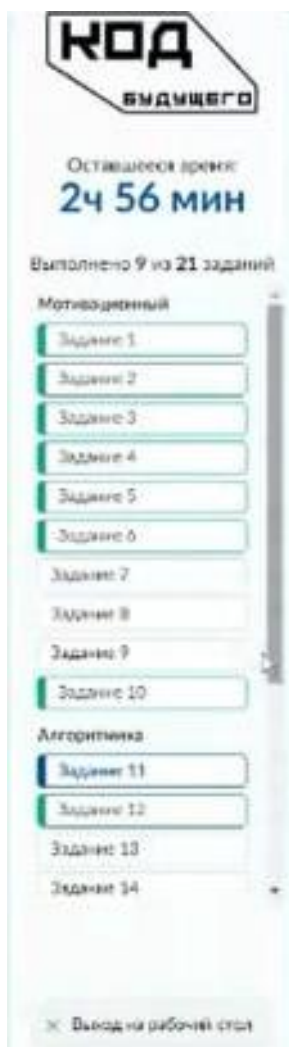 КОД
БУДУЩЕГО
Оставшееся время:
2ч 56 мин
Выполнено 9 из 21 заданий
Мотивационный
Задание 1
Задание 2
Задание 3
Задание 4
Задание 5
Задание 6
Задание 7
Задание 8
Задание 9
Задание 10
Алгоритмика
Задание 11
Задание 12
Задание 13
Задание 14
× Выход на рабочий стол